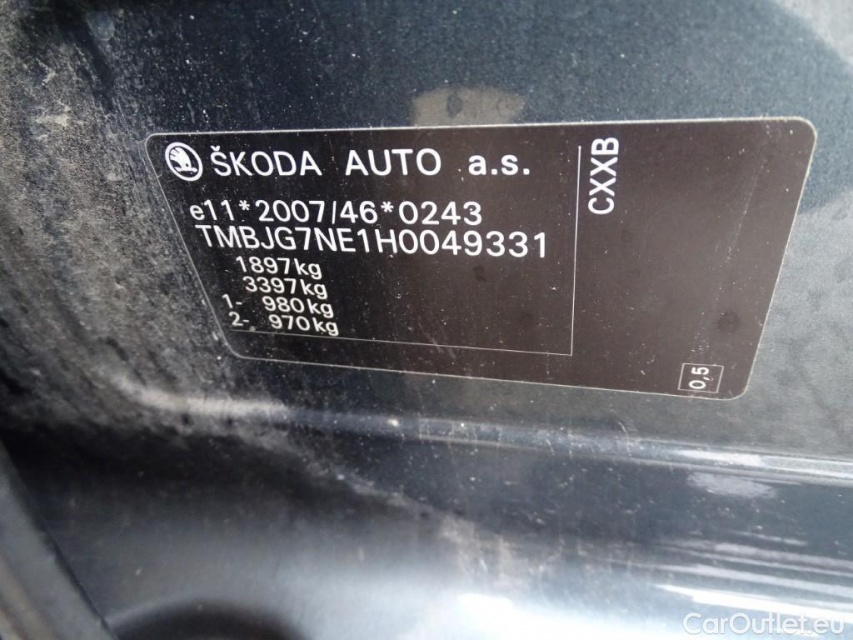 ŠKODA AUTO a.s.
e11*2007/46*0243
TMBJG7NE1H0049331
1897kg
3397kg
1- 980kg
2- 970kg
CXXB
0,5
CarOutlet.eu